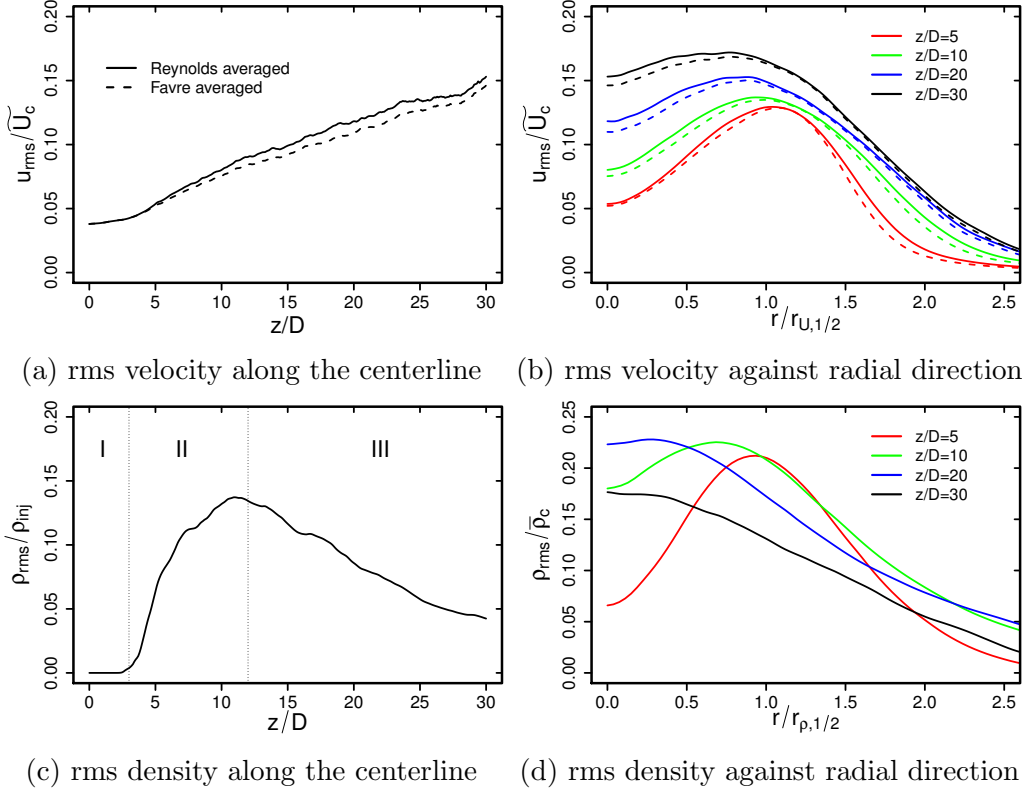 0.00 0.05 0.10 0.15 0.20
u_rms/Ũ_c
Reynolds averaged
Favre averaged
0 5 10 15 20 25 30
z/D
0.00 0.05 0.10 0.15 0.20
u_rms/Ũ_c
z/D=5
z/D=10
z/D=20
z/D=30
0.0 0.5 1.0 1.5 2.0 2.5
r/r_U,1/2
(a) rms velocity along the centerline
(b) rms velocity against radial direction
0.00 0.05 0.10 0.15 0.20
ρ_rms/ρ_inj
I II III
0 5 10 15 20 25 30
z/D
0.00 0.05 0.10 0.15 0.20 0.25
ρ_rms/ρ̅_c
z/D=5
z/D=10
z/D=20
z/D=30
0.0 0.5 1.0 1.5 2.0 2.5
r/r_ρ,1/2
(c) rms density along the centerline
(d) rms density against radial direction